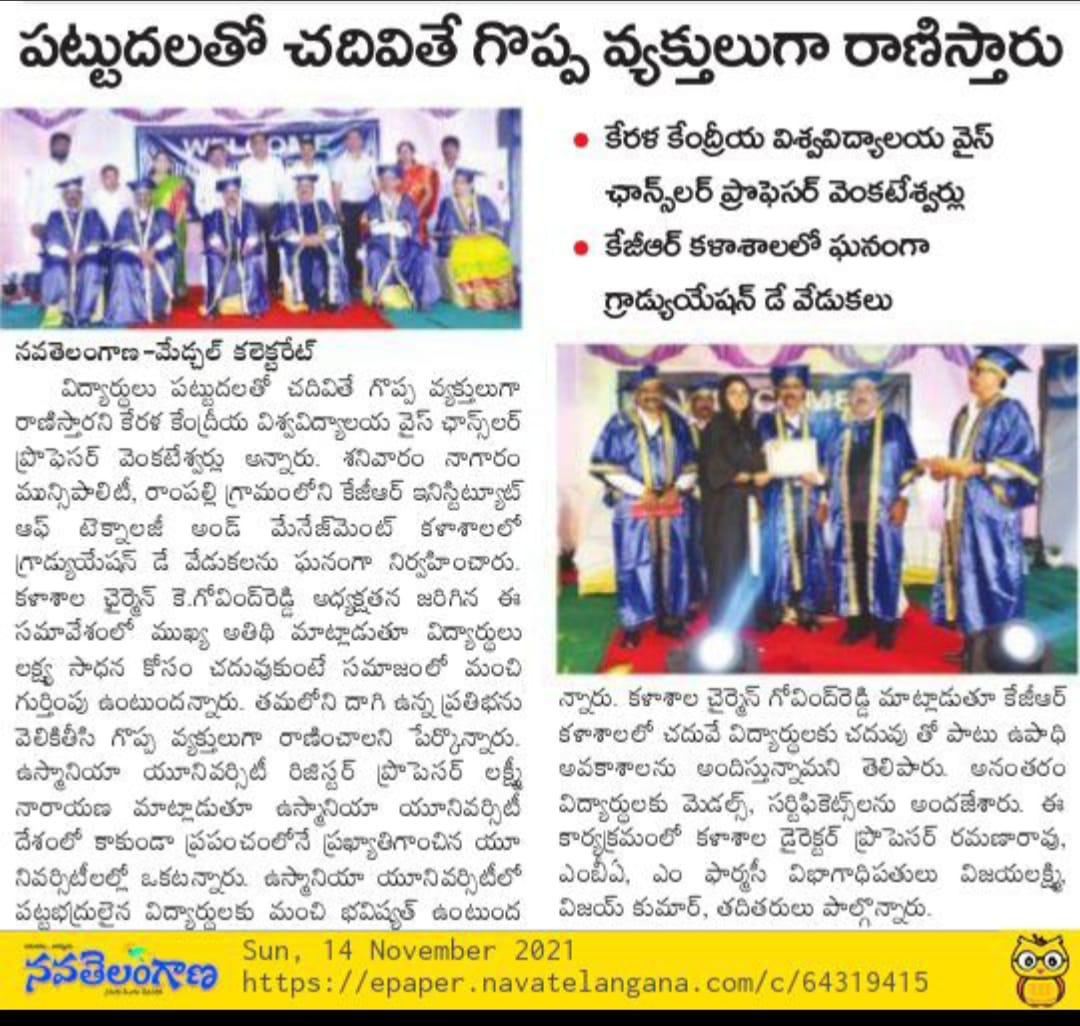 పట్టుదలతో చదివితే గొప్ప వ్యక్తులుగా రాణిస్తారు
WELCOME
• కేరళ కేంద్రీయ విశ్వవిద్యాలయ వైస్
ఛాన్స్‌లర్ ప్రొఫెసర్ వెంకటేశ్వర్లు
• కేజీఆర్ కళాశాలలో ఘనంగా
గ్రాడ్యుయేషన్ డే వేడుకలు
నవతెలంగాణ-మేడ్చల్ కలెక్టరేట్
విద్యార్థులు పట్టుదలతో చదివితే గొప్ప వ్యక్తులుగా
రాణిస్తారని కేరళ కేంద్రీయ విశ్వవిద్యాలయ వైస్ ఛాన్స్‌లర్
ప్రొఫెసర్ వెంకటేశ్వర్లు అన్నారు. శనివారం నాగారం
మున్సిపాలిటీ, రాంపల్లి గ్రామంలోని కేజీఆర్ ఇనిస్టిట్యూట్
ఆఫ్ టెక్నాలజీ అండ్ మేనేజ్‌మెంట్ కళాశాలలో
గ్రాడ్యుయేషన్ డే వేడుకలను ఘనంగా నిర్వహించారు.
కళాశాల చైర్మెన్ కె.గోవింద్‌రెడ్డి అధ్యక్షతన జరిగిన ఈ
సమావేశంలో ముఖ్య అతిథి మాట్లాడుతూ విద్యార్థులు
లక్ష్య సాధన కోసం చదువుకుంటే సమాజంలో మంచి
గుర్తింపు ఉంటుందన్నారు. తమలోని దాగి ఉన్న ప్రతిభను
వెలికితీసి గొప్ప వ్యక్తులుగా రాణించాలని పేర్కొన్నారు.
ఉస్మానియా యూనివర్సిటీ రిజిస్టర్ ప్రొపెసర్ లక్ష్మీ
నారాయణ మాట్లాడుతూ ఉస్మానియా యూనివర్సిటీ
దేశంలో కాకుండా ప్రపంచంలోనే ప్రఖ్యాతిగాంచిన యూ
నివర్సిటీలల్లో ఒకటన్నారు. ఉస్మానియా యూనివర్సిటీలో
పట్టభద్రులైన విద్యార్థులకు మంచి భవిష్యత్ ఉంటుంద
న్నారు. కళాశాల చైర్మెన్ గోవింద్‌రెడ్డి మాట్లాడుతూ కేజీఆర్
కళాశాలలో చదువే విద్యార్థులకు చదువు తో పాటు ఉపాధి
అవకాశాలను అందిస్తున్నామని తెలిపారు. అనంతరం
విద్యార్థులకు మెడల్స్, సర్టిఫికెట్స్‌లను అందజేశారు. ఈ
కార్యక్రమంలో కళాశాల డైరెక్టర్ ప్రొపెసర్ రమణారావు,
ఎంబీఏ, ఎం ఫార్మసీ విభాగాధిపతులు విజయలక్ష్మి,
విజయ్ కుమార్, తదితరులు పాల్గొన్నారు.
నవతెలంగాణ
Sun, 14 November 2021
https://epaper.navatelangana.com/c/64319415